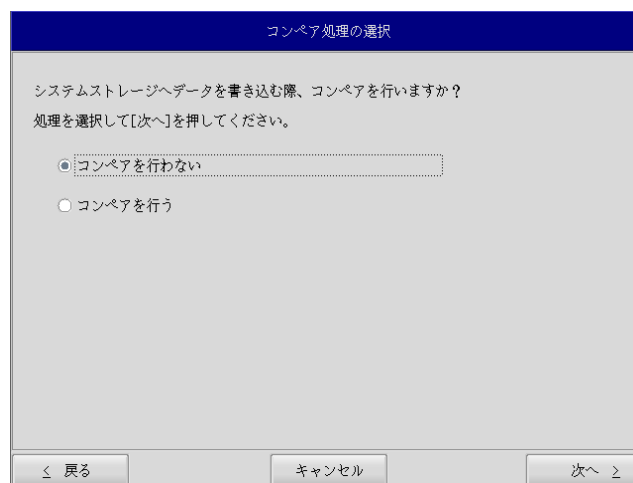 コンペア処理の選択
システムストレージへデータを書き込む際、コンペアを行いますか？
処理を選択して[次へ]を押してください。
コンペアを行わない
コンペアを行う
< 戻る
キャンセル
次へ >